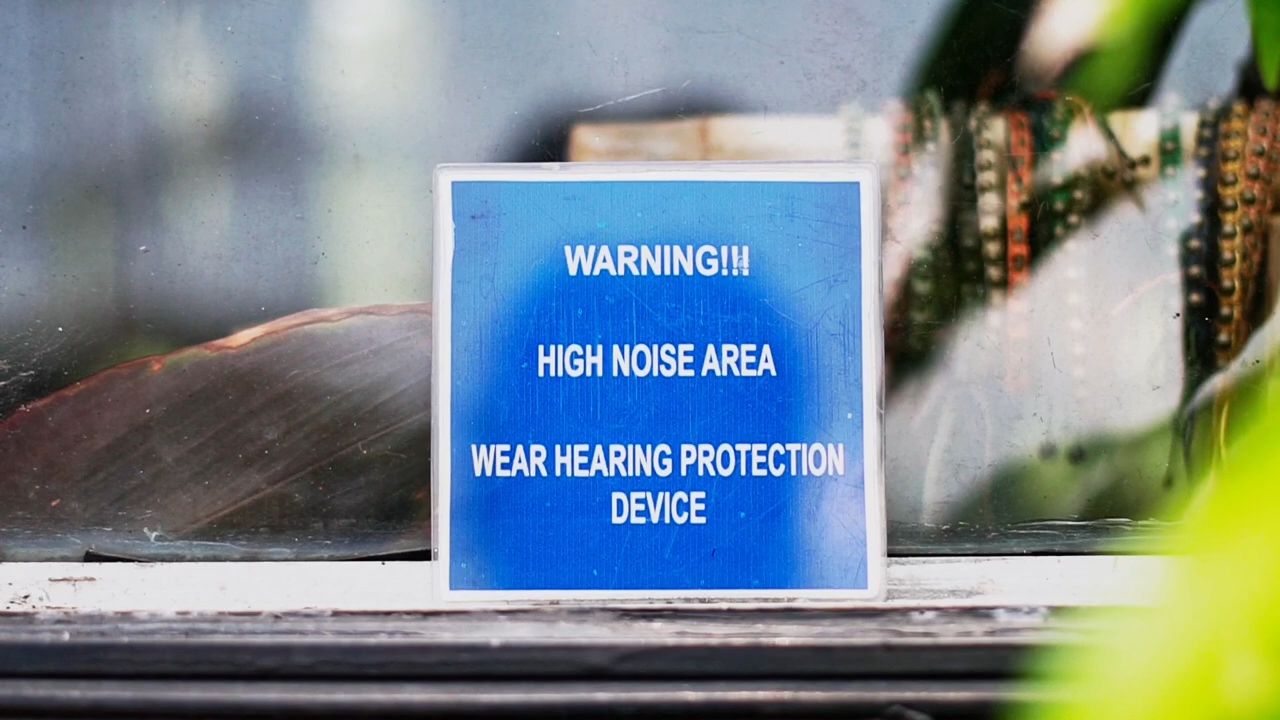 WARNING!!!
HIGH NOISE AREA
WEAR HEARING PROTECTION
DEVICE